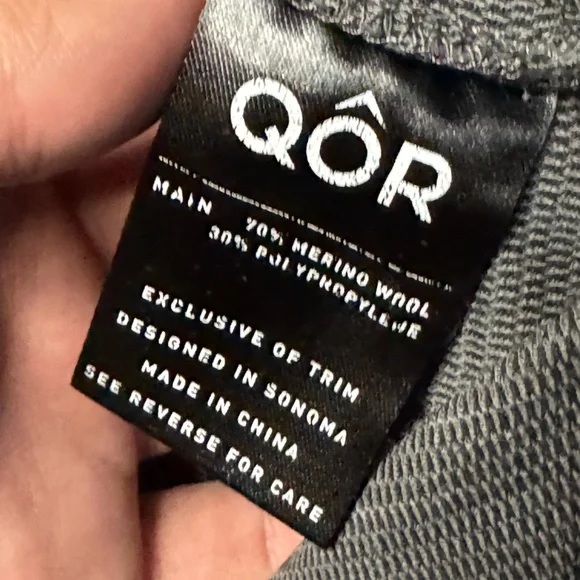 QÔR
MAIN 70% MERINO WOOL
30% POLYPROPYLENE
EXCLUSIVE OF TRIM
DESIGNED IN SONOMA
MADE IN CHINA
SEE REVERSE FOR CARE